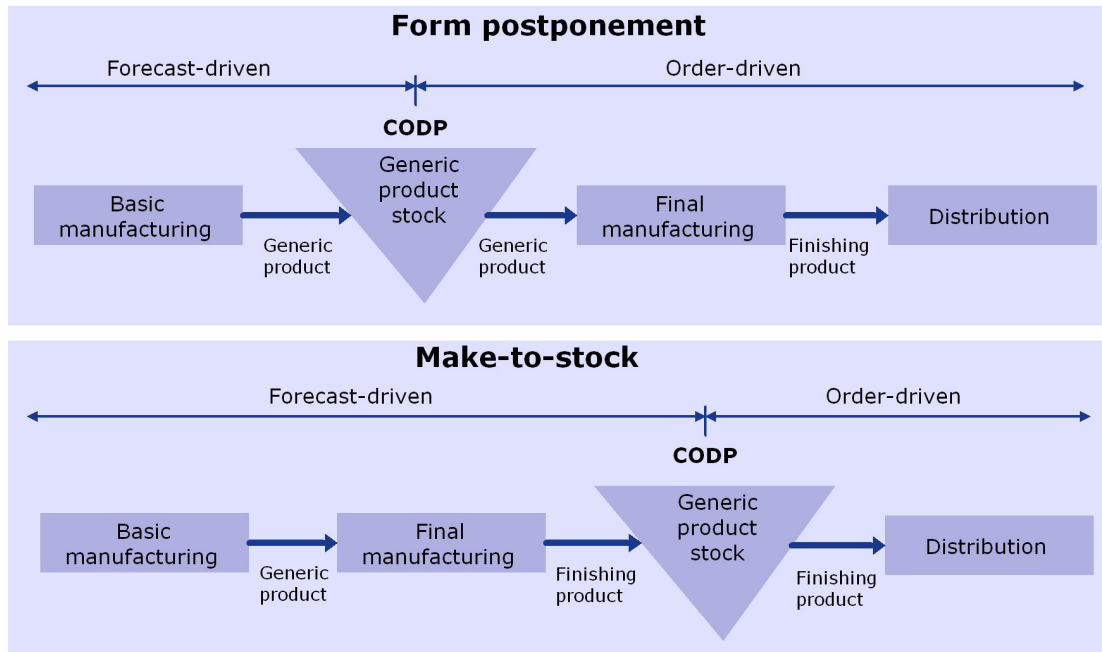 Form postponement
Forecast-driven
Order-driven
CODP
Basic
manufacturing
Generic
product
Generic
product
stock
Generic
product
Final
manufacturing
Finishing
product
Distribution
Make-to-stock
Forecast-driven
Order-driven
CODP
Basic
manufacturing
Generic
product
Final
manufacturing
Finishing
product
Generic
product
stock
Finishing
product
Distribution